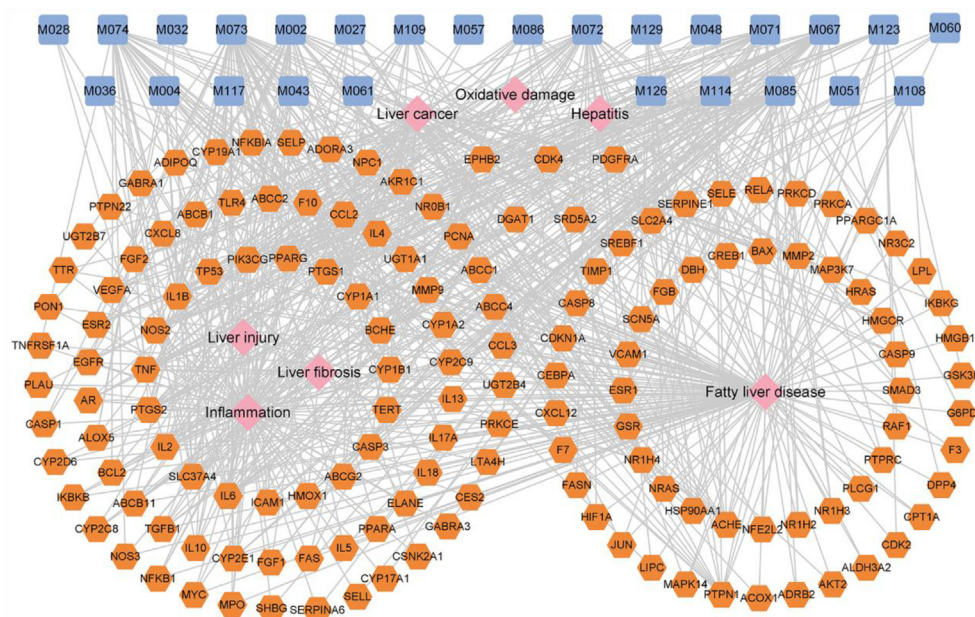 M028 M074 M032 M073 M002 M027 M109 M057 M086 M072 M129 M048 M071 M067 M123 M060
M036 M004 M117 M043 M061 M126 M114 M085 M051 M108
Oxidative damage
Liver cancer
Hepatitis
NFKBIA SELP
CYP19A1 ADORA3
ADIPOQ NPC1
GABRA1 AKR1C1
PTPN22 NR0B1
UGT2B7 PCNA
TTR ABCC1
PON1 ABCC4
TNFRSF1A CCL3
PLAU UGT2B4
CASP1 PRKCE
CYP2D6 LTA4H
IKBKB CES2
CYP2C8 GABRA3
NOS3 CSNK2A1
NFKB1 CYP17A1
MYC SELL
MPO SHBG SERPINA6
TLR4 ABCC2 F10
ABCB1 CCL2
CXCL8 IL4
FGF2 UGT1A1
VEGFA MMP9
ESR2 CYP1A2
EGFR CYP2C9
AR IL13
ALOX5 IL17A
BCL2 IL18
ABCB11 ELANE
TGFB1 PPARA
IL10 IL5
CYP2E1 FGF1 FAS
PIK3CG PPARG
TP53 PTGS1
IL1B CYP1A1
NOS2 BCHE
TNF CYP1B1
PTGS2 TERT
IL2 CASP3
SLC37A4 ABCG2
IL6 ICAM1 HMOX1
Liver injury
Liver fibrosis
Inflammation
EPHB2 CDK4 PDGFRA
DGAT1 SRD5A2
SELE RELA PRKCD
SERPINE1 PRKCA
SLC2A4 PPARGC1A
SREBF1 NR3C2
TIMP1 LPL
CASP8 IKBKG
CDKN1A HMGB1
CEBPA
CXCL12 G6PD
F7 F3
FASN DPP4
HIF1A CPT1A
JUN CDK2
LIPC ALDH3A2
MAPK14 AKT2
PTPN1 ACOX1 ADRB2
BAX
CREB1 MMP2
DBH MAP3K7
FGB HRAS
SCN5A HMGCR
VCAM1 CASP9
ESR1 SMAD3
GSR RAF1
NR1H4 PTPRC
NRAS PLCG1
HSP90AA1 NR1H3
ACHE NFE2L2 NR1H2
Fatty liver disease